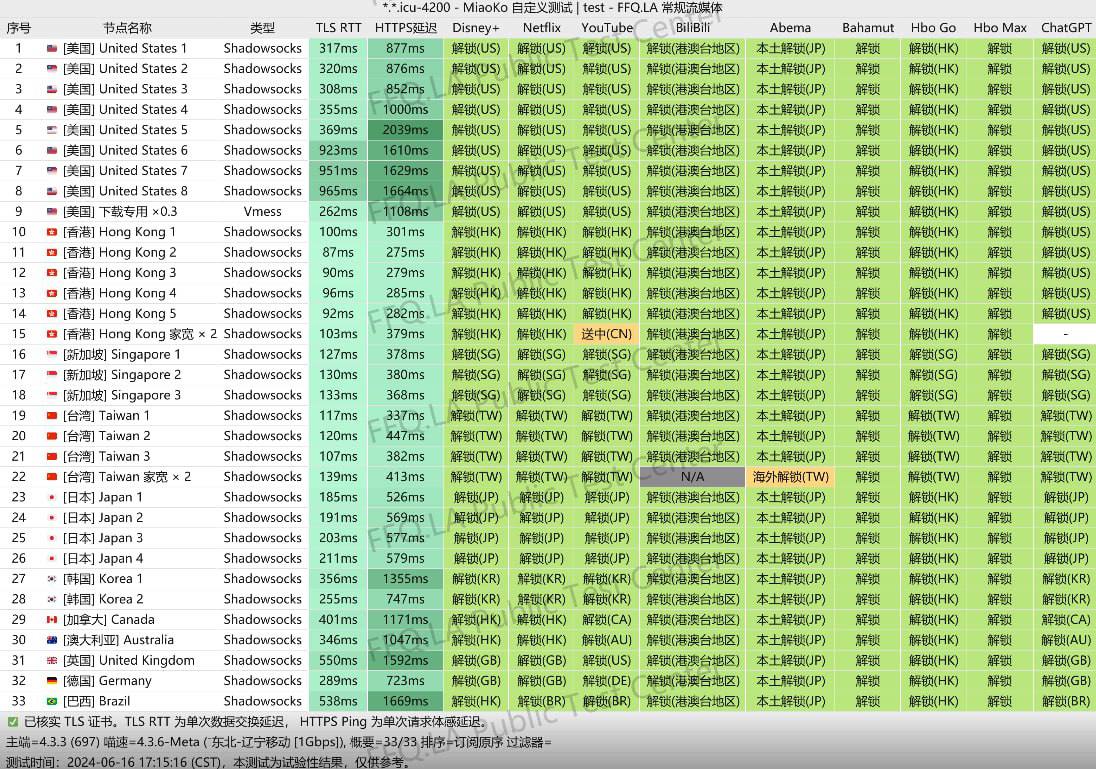 *.*.icu-4200 - MiaoKo 自定义测试 | test - FFQ.LA 常规流媒体
序号 节点名称 类型 TLS RTT HTTPS延迟 Disney+ Netflix YouTube BiliBili Abema Bahamut Hbo Go Hbo Max ChatGPT
1 [美国] United States 1 Shadowsocks 317ms 877ms 解锁(US) 解锁(US) 解锁(US) 解锁(港澳台地区) 本土解锁(JP) 解锁 解锁(HK) 解锁 解锁(US)
2 [美国] United States 2 Shadowsocks 320ms 876ms 解锁(US) 解锁(US) 解锁(US) 解锁(港澳台地区) 本土解锁(JP) 解锁 解锁(HK) 解锁 解锁(US)
3 [美国] United States 3 Shadowsocks 308ms 852ms 解锁(US) 解锁(US) 解锁(US) 解锁(港澳台地区) 本土解锁(JP) 解锁 解锁(HK) 解锁 解锁(US)
4 [美国] United States 4 Shadowsocks 355ms 1000ms 解锁(US) 解锁(US) 解锁(US) 解锁(港澳台地区) 本土解锁(JP) 解锁 解锁(HK) 解锁 解锁(US)
5 [美国] United States 5 Shadowsocks 369ms 2039ms 解锁(US) 解锁(US) 解锁(US) 解锁(港澳台地区) 本土解锁(JP) 解锁 解锁(HK) 解锁 解锁(US)
6 [美国] United States 6 Shadowsocks 923ms 1610ms 解锁(US) 解锁(US) 解锁(US) 解锁(港澳台地区) 本土解锁(JP) 解锁 解锁(HK) 解锁 解锁(US)
7 [美国] United States 7 Shadowsocks 951ms 1629ms 解锁(US) 解锁(US) 解锁(US) 解锁(港澳台地区) 本土解锁(JP) 解锁 解锁(HK) 解锁 解锁(US)
8 [美国] United States 8 Shadowsocks 965ms 1664ms 解锁(US) 解锁(US) 解锁(US) 解锁(港澳台地区) 本土解锁(JP) 解锁 解锁(HK) 解锁 解锁(US)
9 [美国] 下载专用 ×0.3 Vmess 262ms 1108ms 解锁(US) 解锁(US) 解锁(US) 解锁(港澳台地区) 本土解锁(JP) 解锁 解锁(HK) 解锁 解锁(US)
10 [香港] Hong Kong 1 Shadowsocks 100ms 301ms 解锁(HK) 解锁(HK) 解锁(HK) 解锁(港澳台地区) 本土解锁(JP) 解锁 解锁(HK) 解锁 解锁(US)
11 [香港] Hong Kong 2 Shadowsocks 87ms 275ms 解锁(HK) 解锁(HK) 解锁(HK) 解锁(港澳台地区) 本土解锁(JP) 解锁 解锁(HK) 解锁 解锁(US)
12 [香港] Hong Kong 3 Shadowsocks 90ms 279ms 解锁(HK) 解锁(HK) 解锁(HK) 解锁(港澳台地区) 本土解锁(JP) 解锁 解锁(HK) 解锁 解锁(US)
13 [香港] Hong Kong 4 Shadowsocks 96ms 285ms 解锁(HK) 解锁(HK) 解锁(HK) 解锁(港澳台地区) 本土解锁(JP) 解锁 解锁(HK) 解锁 解锁(US)
14 [香港] Hong Kong 5 Shadowsocks 92ms 282ms 解锁(HK) 解锁(HK) 解锁(HK) 解锁(港澳台地区) 本土解锁(JP) 解锁 解锁(HK) 解锁 解锁(US)
15 [香港] Hong Kong 家宽 × 2 Shadowsocks 103ms 379ms 解锁(HK) 解锁(HK) 送中(CN) 解锁(港澳台地区) 本土解锁(JP) 解锁 解锁(HK) 解锁 -
16 [新加坡] Singapore 1 Shadowsocks 127ms 378ms 解锁(SG) 解锁(SG) 解锁(SG) 解锁(港澳台地区) 本土解锁(JP) 解锁 解锁(SG) 解锁 解锁(SG)
17 [新加坡] Singapore 2 Shadowsocks 130ms 380ms 解锁(SG) 解锁(SG) 解锁(SG) 解锁(港澳台地区) 本土解锁(JP) 解锁 解锁(SG) 解锁 解锁(SG)
18 [新加坡] Singapore 3 Shadowsocks 133ms 368ms 解锁(SG) 解锁(SG) 解锁(SG) 解锁(港澳台地区) 本土解锁(JP) 解锁 解锁(SG) 解锁 解锁(SG)
19 [台湾] Taiwan 1 Shadowsocks 117ms 337ms 解锁(TW) 解锁(TW) 解锁(TW) 解锁(港澳台地区) 本土解锁(JP) 解锁 解锁(TW) 解锁 解锁(TW)
20 [台湾] Taiwan 2 Shadowsocks 120ms 447ms 解锁(TW) 解锁(TW) 解锁(TW) 解锁(港澳台地区) 本土解锁(JP) 解锁 解锁(TW) 解锁 解锁(TW)
21 [台湾] Taiwan 3 Shadowsocks 107ms 382ms 解锁(TW) 解锁(TW) 解锁(TW) 解锁(港澳台地区) 本土解锁(JP) 解锁 解锁(TW) 解锁 解锁(TW)
22 [台湾] Taiwan 家宽 × 2 Shadowsocks 139ms 413ms 解锁(TW) 解锁(TW) 解锁(TW) N/A 海外解锁(TW) 解锁 解锁(TW) 解锁 解锁(TW)
23 [日本] Japan 1 Shadowsocks 185ms 526ms 解锁(JP) 解锁(JP) 解锁(JP) 解锁(港澳台地区) 本土解锁(JP) 解锁 解锁(HK) 解锁 解锁(JP)
24 [日本] Japan 2 Shadowsocks 191ms 569ms 解锁(JP) 解锁(JP) 解锁(JP) 解锁(港澳台地区) 本土解锁(JP) 解锁 解锁(HK) 解锁 解锁(JP)
25 [日本] Japan 3 Shadowsocks 203ms 577ms 解锁(JP) 解锁(JP) 解锁(JP) 解锁(港澳台地区) 本土解锁(JP) 解锁 解锁(HK) 解锁 解锁(JP)
26 [日本] Japan 4 Shadowsocks 211ms 579ms 解锁(JP) 解锁(JP) 解锁(JP) 解锁(港澳台地区) 本土解锁(JP) 解锁 解锁(HK) 解锁 解锁(JP)
27 [韩国] Korea 1 Shadowsocks 356ms 1355ms 解锁(KR) 解锁(KR) 解锁(KR) 解锁(港澳台地区) 本土解锁(JP) 解锁 解锁(HK) 解锁 解锁(KR)
28 [韩国] Korea 2 Shadowsocks 255ms 747ms 解锁(KR) 解锁(KR) 解锁(KR) 解锁(港澳台地区) 本土解锁(JP) 解锁 解锁(HK) 解锁 解锁(KR)
29 [加拿大] Canada Shadowsocks 401ms 1171ms 解锁(HK) 解锁(HK) 解锁(CA) 解锁(港澳台地区) 本土解锁(JP) 解锁 解锁(HK) 解锁 解锁(CA)
30 [澳大利亚] Australia Shadowsocks 346ms 1047ms 解锁(HK) 解锁(HK) 解锁(AU) 解锁(港澳台地区) 本土解锁(JP) 解锁 解锁(HK) 解锁 解锁(AU)
31 [英国] United Kingdom Shadowsocks 550ms 1592ms 解锁(GB) 解锁(GB) 解锁(US) 解锁(港澳台地区) 本土解锁(JP) 解锁 解锁(HK) 解锁 解锁(GB)
32 [德国] Germany Shadowsocks 289ms 723ms 解锁(GB) 解锁(GB) 解锁(DE) 解锁(港澳台地区) 本土解锁(JP) 解锁 解锁(HK) 解锁 解锁(GB)
33 [巴西] Brazil Shadowsocks 538ms 1669ms 解锁(HK) 解锁(BR) 解锁(BR) 解锁(港澳台地区) 本土解锁(JP) 解锁 解锁(HK) 解锁 解锁(BR)
✅ 已核实 TLS 证书。TLS RTT 为单次数据交换延迟， HTTPS Ping 为单次请求体感延迟。
主端=4.3.3 (697) 喵速=4.3.6-Meta (¨东北-辽宁移动 [1Gbps]), 概要=33/33 排序=订阅原序 过滤器=
测试时间：2024-06-16 17:15:16 (CST)，本测试为试验性结果，仅供参考。
FFQ.LA Public Test Center